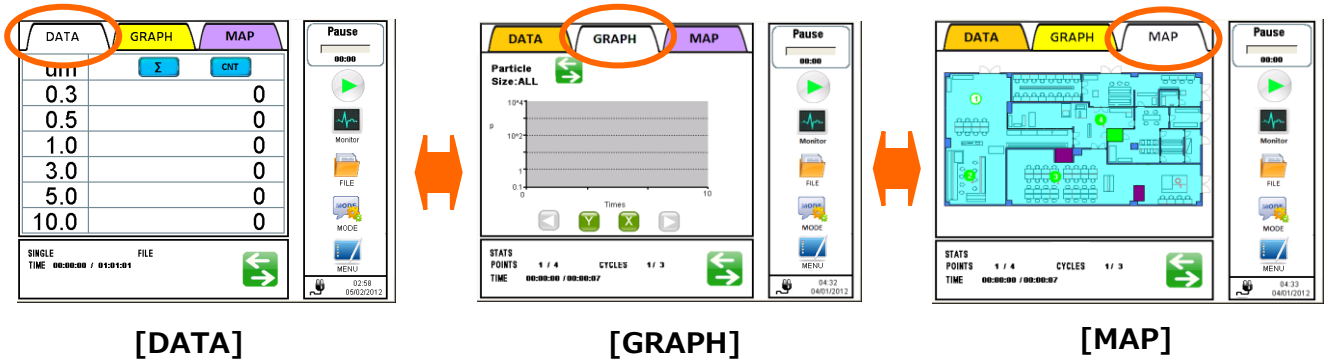 DATA GRAPH MAP
um Σ CNT
0.3 0
0.5 0
1.0 0
3.0 0
5.0 0
10.0 0
SINGLE FILE
TIME 00:00:00 / 01:01:01
Pause
00:00
Monitor
FILE
MODE
MODE
MENU
02:58
05/02/2012
[DATA]
DATA GRAPH MAP
Particle
Size:ALL
10^4
p
10^2
1
0.1
0 10
Times
Y X
STATS
POINTS 1 / 4 CYCLES 1 / 3
TIME 00:00:00 / 00:00:07
Pause
00:00
Monitor
FILE
MODE
MODE
MENU
04:32
04/01/2012
[GRAPH]
DATA GRAPH MAP
1
4
2
3
STATS
POINTS 1 / 4 CYCLES 1 / 3
TIME 00:00:00 / 00:00:07
Pause
00:00
Monitor
FILE
MODE
MODE
MENU
04:33
04/01/2012
[MAP]